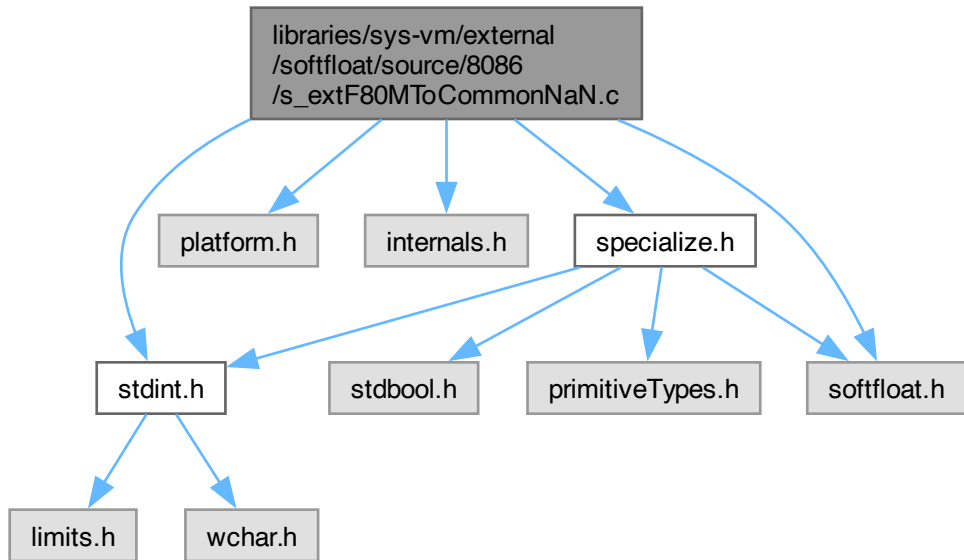 libraries/sys-vm/external
/softfloat/source/8086
/s_extF80MToCommonNaN.c
platform.h
internals.h
specialize.h
stdint.h
stdbool.h
primitiveTypes.h
softfloat.h
limits.h
wchar.h